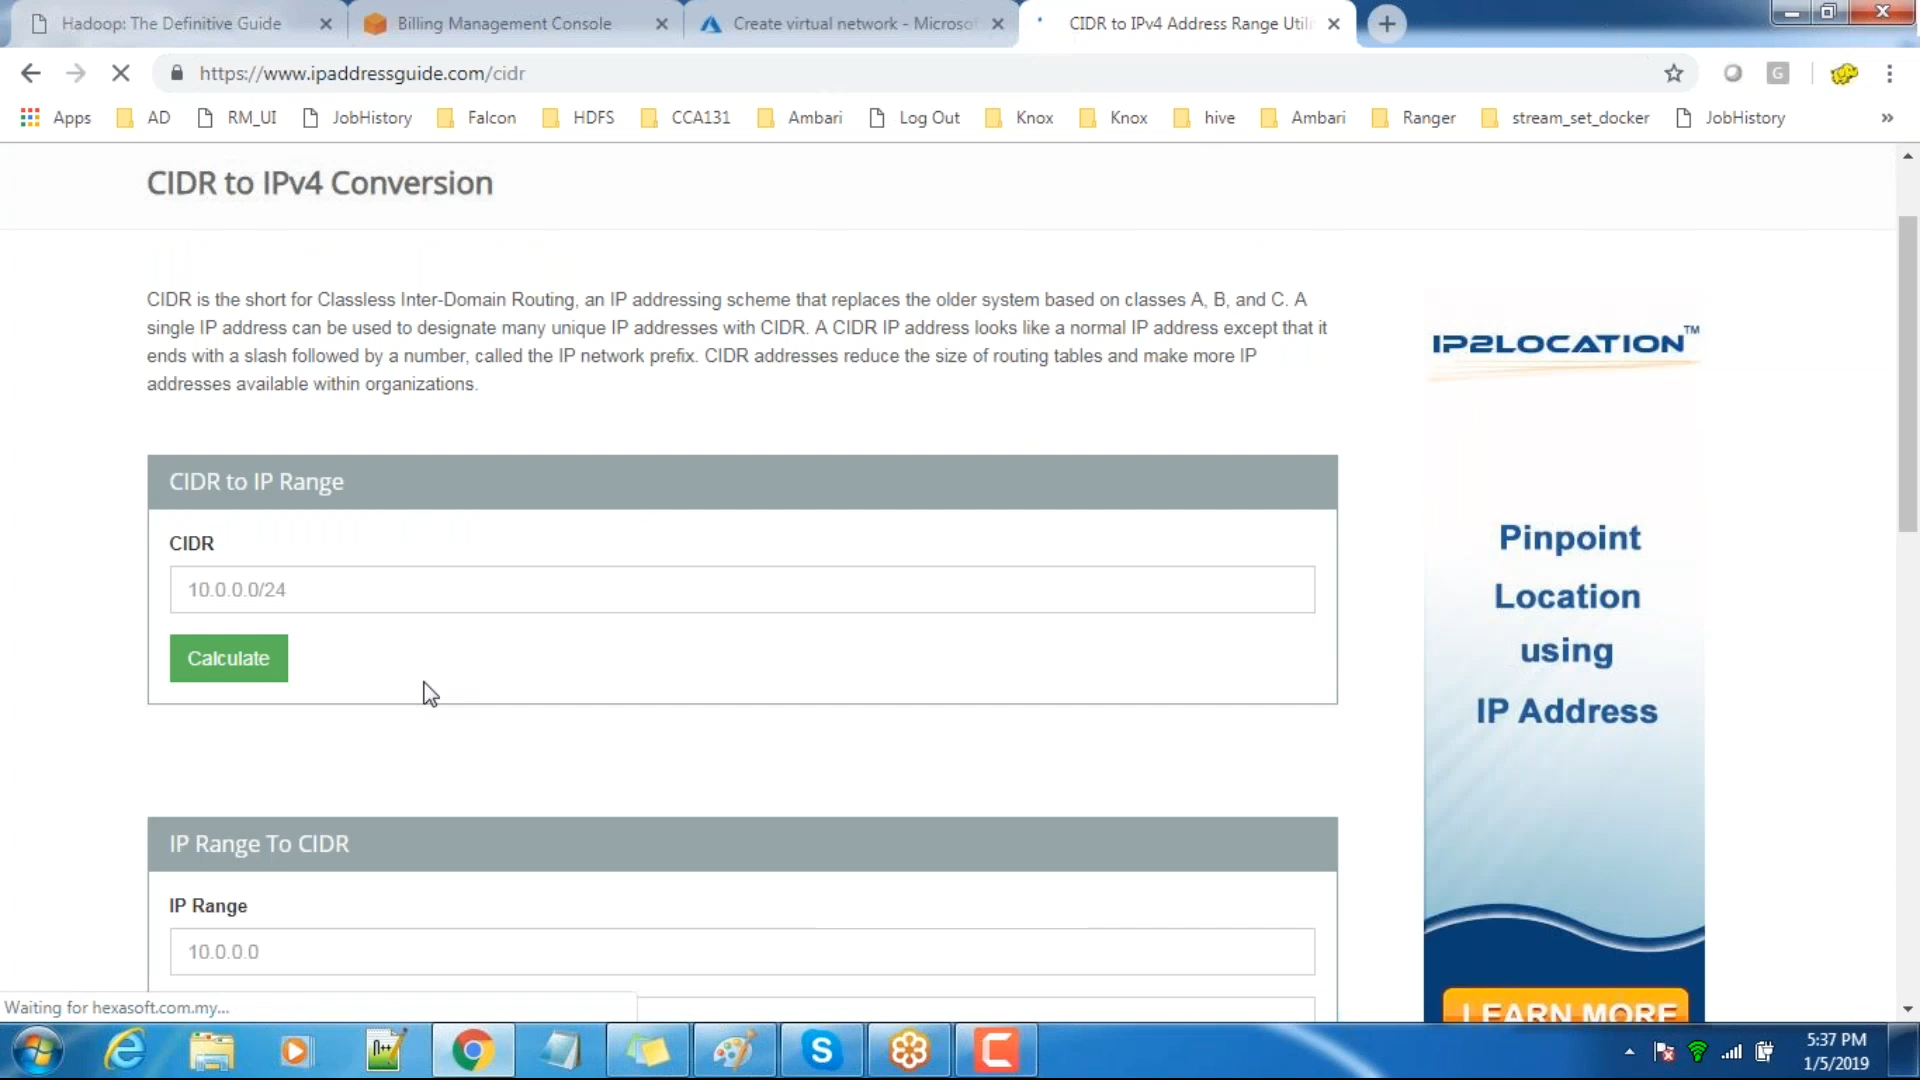 Hadoop: The Definitive Guide
Billing Management Console
Create virtual network - Microso
CIDR to IPv4 Address Range Util
https://www.ipaddressguide.com/cidr
G
Apps
AD
RM_UI
JobHistory
Falcon
HDFS
CCA131
Ambari
Log Out
Knox
Knox
hive
Ambari
Ranger
stream_set_docker
JobHistory
»
CIDR to IPv4 Conversion
CIDR is the short for Classless Inter-Domain Routing, an IP addressing scheme that replaces the older system based on classes A, B, and C. A
single IP address can be used to designate many unique IP addresses with CIDR. A CIDR IP address looks like a normal IP address except that it
ends with a slash followed by a number, called the IP network prefix. CIDR addresses reduce the size of routing tables and make more IP
addresses available within organizations.
IP2LOCATION™
Pinpoint
Location
using
IP Address
LEARN MORE
CIDR to IP Range
CIDR
10.0.0.0/24
Calculate
IP Range To CIDR
IP Range
10.0.0.0
Waiting for hexasoft.com.my...
5:37 PM
1/5/2019